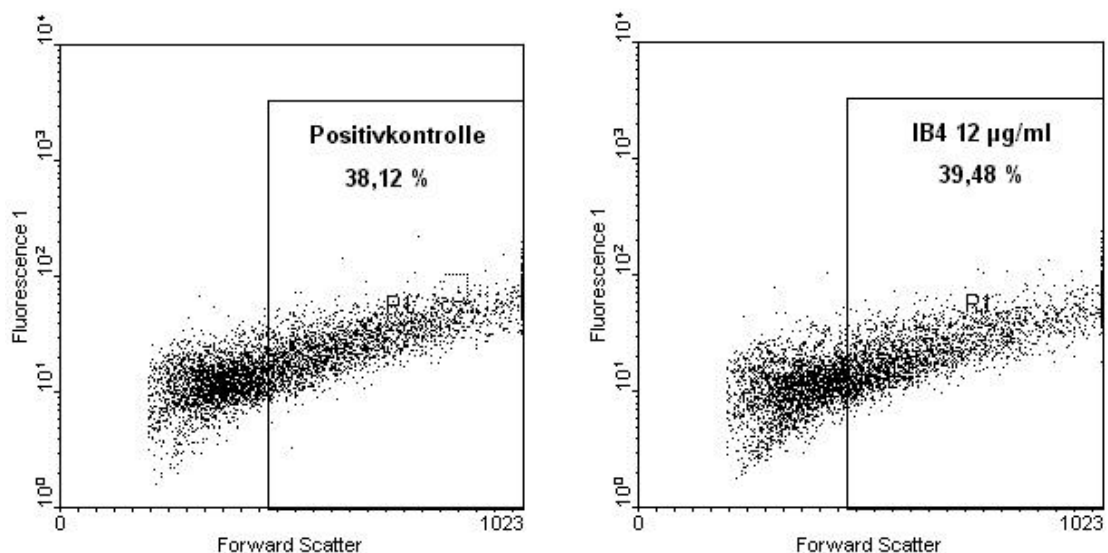 10⁴
10³
10²
10¹
10⁰
Fluorescence 1
Positivkontrolle
38,12 %
R1
0
1023
Forward Scatter
10⁴
10³
10²
10¹
10⁰
Fluorescence 1
IB4 12 µg/ml
39,48 %
R1
0
1023
Forward Scatter